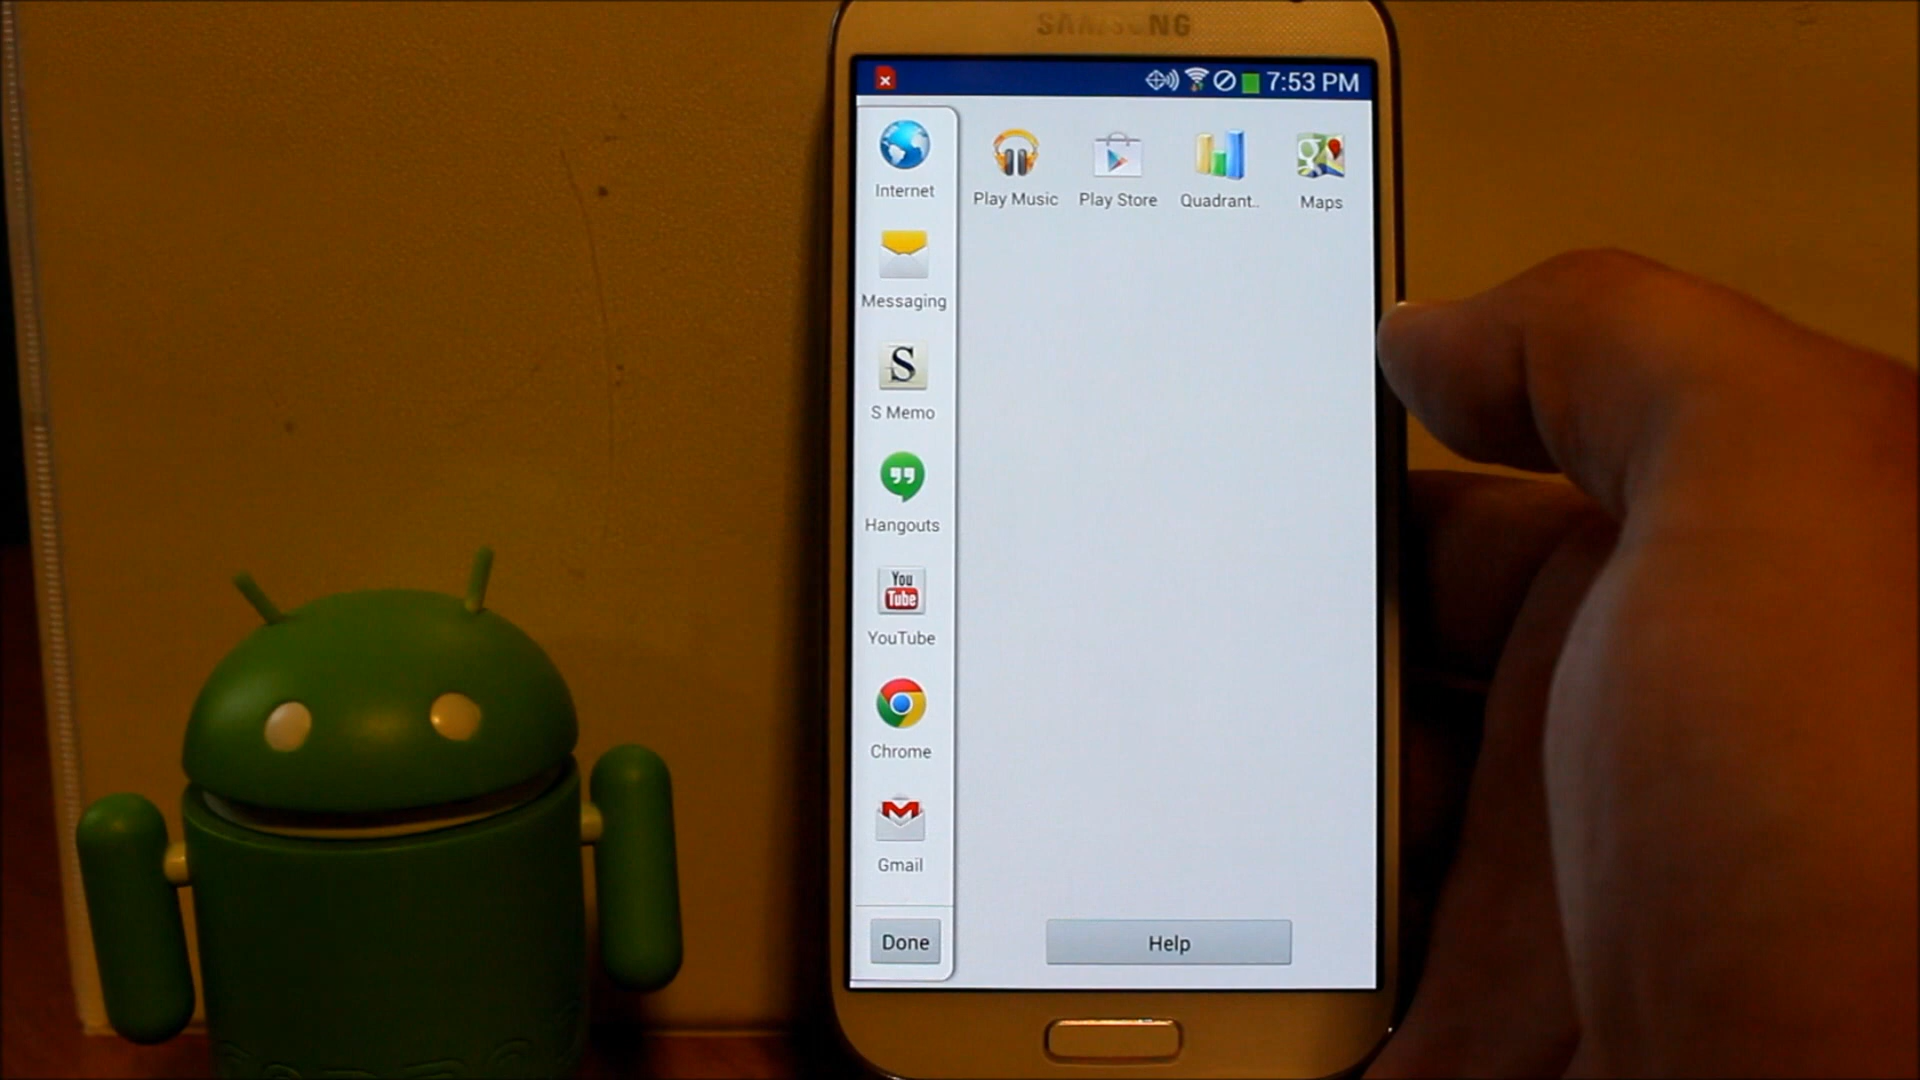 SAMSUNG
7:53 PM
Internet
Play Music
Play Store
Quadrant..
Maps
Messaging
S
S Memo
Hangouts
You
Tube
YouTube
Chrome
Gmail
Done
Help